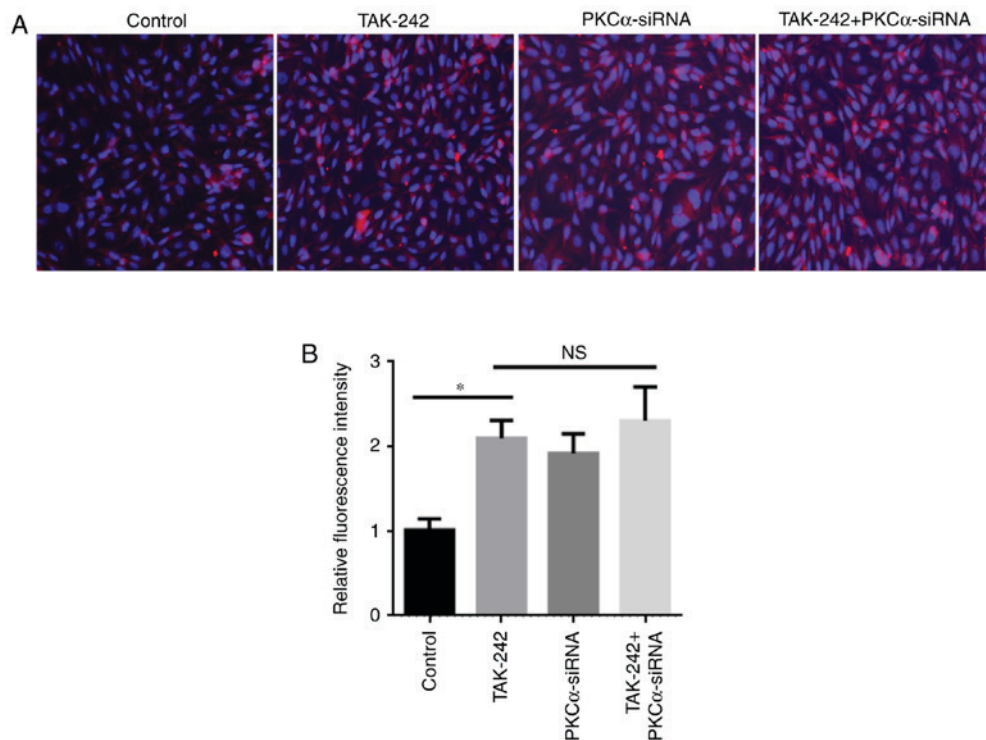 A
Control
TAK-242
PKCα-siRNA
TAK-242+PKCα-siRNA
B
Relative fluorescence intensity
3
2
1
0
*
NS
Control
TAK-242
PKCα-siRNA
TAK-242+
PKCα-siRNA